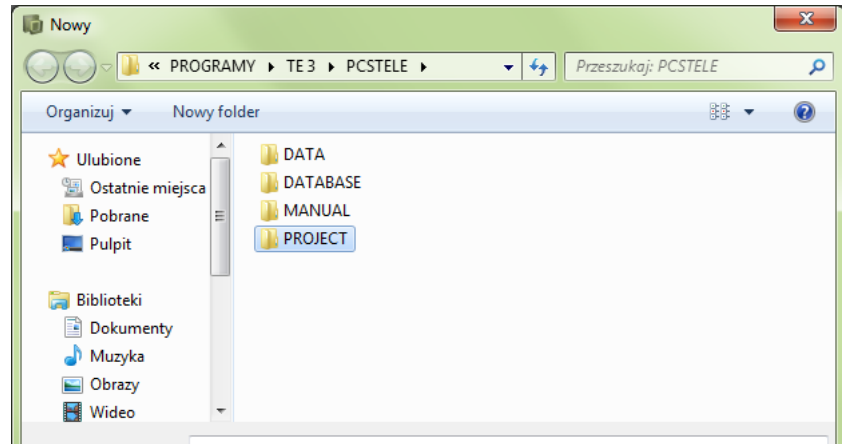 Nowy
« PROGRAMY ▸ TE 3 ▸ PCSTELE ▸ Przeszukaj: PCSTELE
Organizuj Nowy folder
Ulubione
Ostatnie miejsca
Pobrane
Pulpit
Biblioteki
Dokumenty
Muzyka
Obrazy
Wideo
DATA
DATABASE
MANUAL
PROJECT